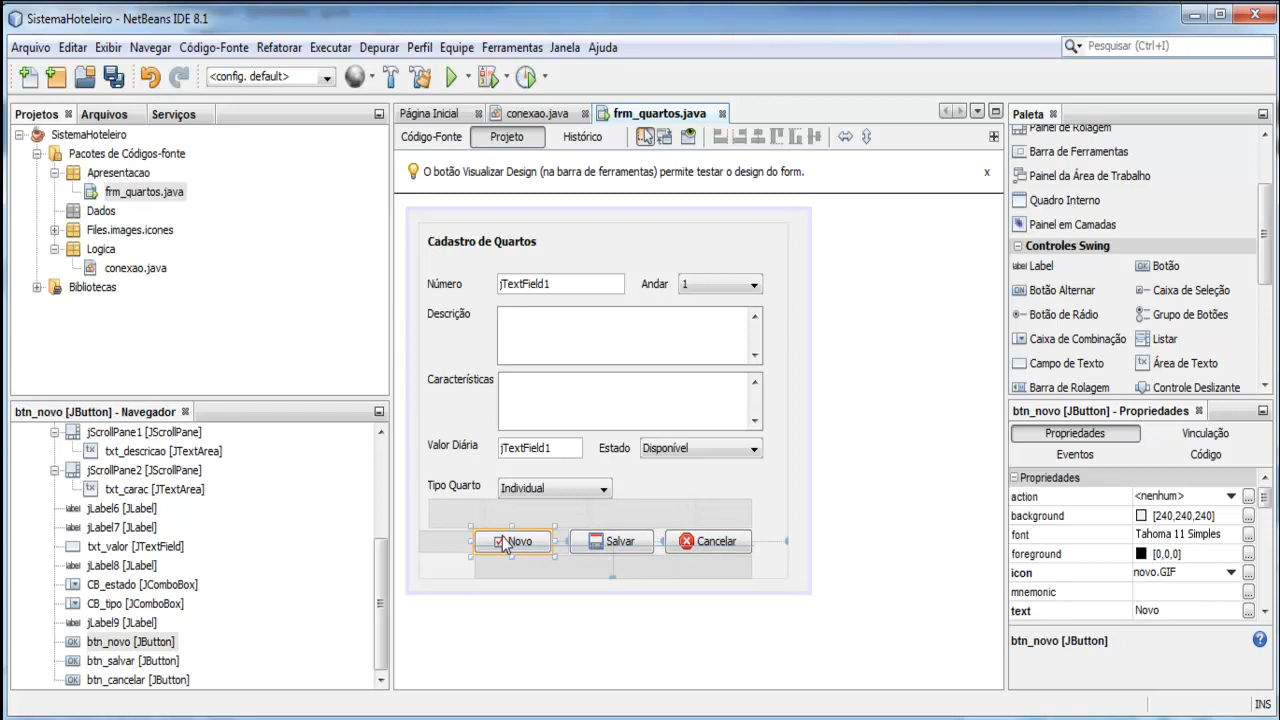 SistemaHoteleiro - NetBeans IDE 8.1
Arquivo Editar Exibir Navegar Código-Fonte Refatorar Executar Depurar Perfil Equipe Ferramentas Janela Ajuda
Pesquisar (Ctrl+I)
<config. default>
Projetos Arquivos Serviços
SistemaHoteleiro
Pacotes de Códigos-fonte
Apresentacao
frm_quartos.java
Dados
Files.images.icones
Logica
conexao.java
Bibliotecas
btn_novo [JButton] - Navegador
jScrollPane1 [JScrollPane]
txt_descricao [JTextArea]
jScrollPane2 [JScrollPane]
txt_carac [JTextArea]
jLabel6 [JLabel]
jLabel7 [JLabel]
txt_valor [JTextField]
jLabel8 [JLabel]
CB_estado [JComboBox]
CB_tipo [JComboBox]
jLabel9 [JLabel]
btn_novo [JButton]
btn_salvar [JButton]
btn_cancelar [JButton]
Página Inicial conexao.java frm_quartos.java
Código-Fonte Projeto Histórico
O botão Visualizar Design (na barra de ferramentas) permite testar o design do form. x
Cadastro de Quartos
Número jTextField1 Andar 1
Descrição
Características
Valor Diária jTextField1 Estado Disponível
Tipo Quarto Individual
Novo Salvar Cancelar
Paleta
Painel de Rolagem
Barra de Ferramentas
Painel da Área de Trabalho
Quadro Interno
Painel em Camadas
Controles Swing
label Label OK Botão
ON Botão Alternar Caixa de Seleção
Botão de Rádio Grupo de Botões
Caixa de Combinação Listar
Campo de Texto Área de Texto
Barra de Rolagem Controle Deslizante
btn_novo [JButton] - Propriedades
Propriedades Vinculação
Eventos Código
Propriedades
action <nenhum>
background [240,240,240]
font Tahoma 11 Simples
foreground [0,0,0]
icon novo.GIF
mnemonic
text Novo
btn_novo [JButton]
INS